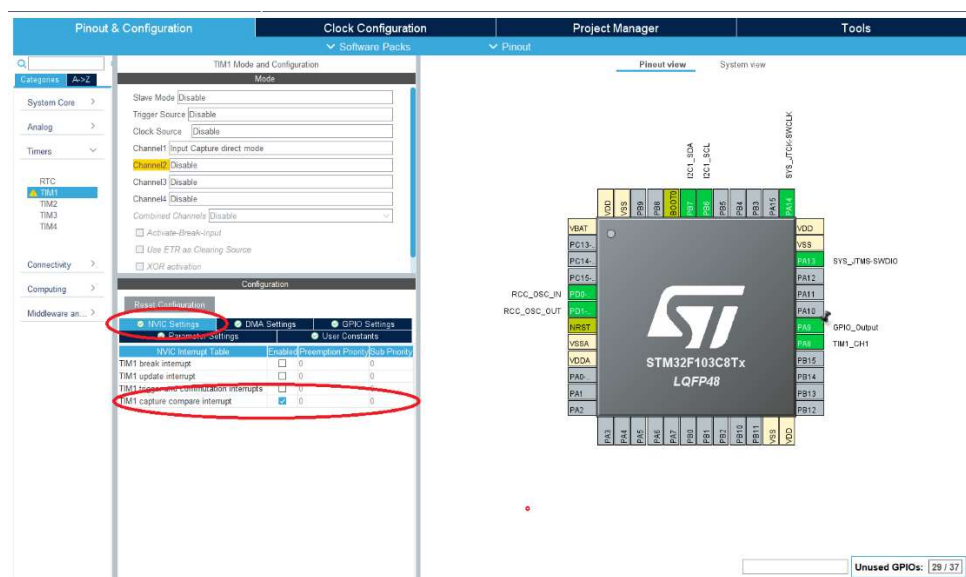 Pinout & Configuration
Clock Configuration
Project Manager
Tools
Software Packs
Pinout
Categories A->Z
System Core
Analog
Timers
RTC
TIM1
TIM2
TIM3
TIM4
Connectivity
Computing
Middleware an...
TIM1 Mode and Configuration
Mode
Slave Mode Disable
Trigger Source Disable
Clock Source Disable
Channel1 Input Capture direct mode
Channel2 Disable
Channel3 Disable
Channel4 Disable
Combined Channels Disable
Activate-Break-Input
Use ETR as Clearing Source
XOR activation
Configuration
Reset Configuration
NVIC Settings
DMA Settings
GPIO Settings
Parameter Settings
User Constants
NVIC Interrupt Table Enabled Preemption Priority Sub Priority
TIM1 break interrupt 0 0
TIM1 update interrupt 0 0
TIM1 trigger and commutation interrupts 0 0
TIM1 capture compare interrupt 0 0
Pinout view
System view
I2C1_SDA
I2C1_SCL
SYS_JTCK-SWCLK
VDD
VSS
PB9
PB8
BOOT0
PB7
PB6
PB5
PB4
PB3
PA15
PA14
VBAT
PC13-..
PC14-..
PC15-..
RCC_OSC_IN PD0-..
RCC_OSC_OUT PD1-..
NRST
VSSA
VDDA
PA0-..
PA1
PA2
STM32F103C8Tx
LQFP48
VDD
VSS
PA13 SYS_JTMS-SWDIO
PA12
PA11
PA10
PA9 GPIO_Output
PA8 TIM1_CH1
PB15
PB14
PB13
PB12
PA3
PA4
PA5
PA6
PA7
PB0
PB1
PB2
PB10
PB11
VSS
VDD
Unused GPIOs: 29 / 37